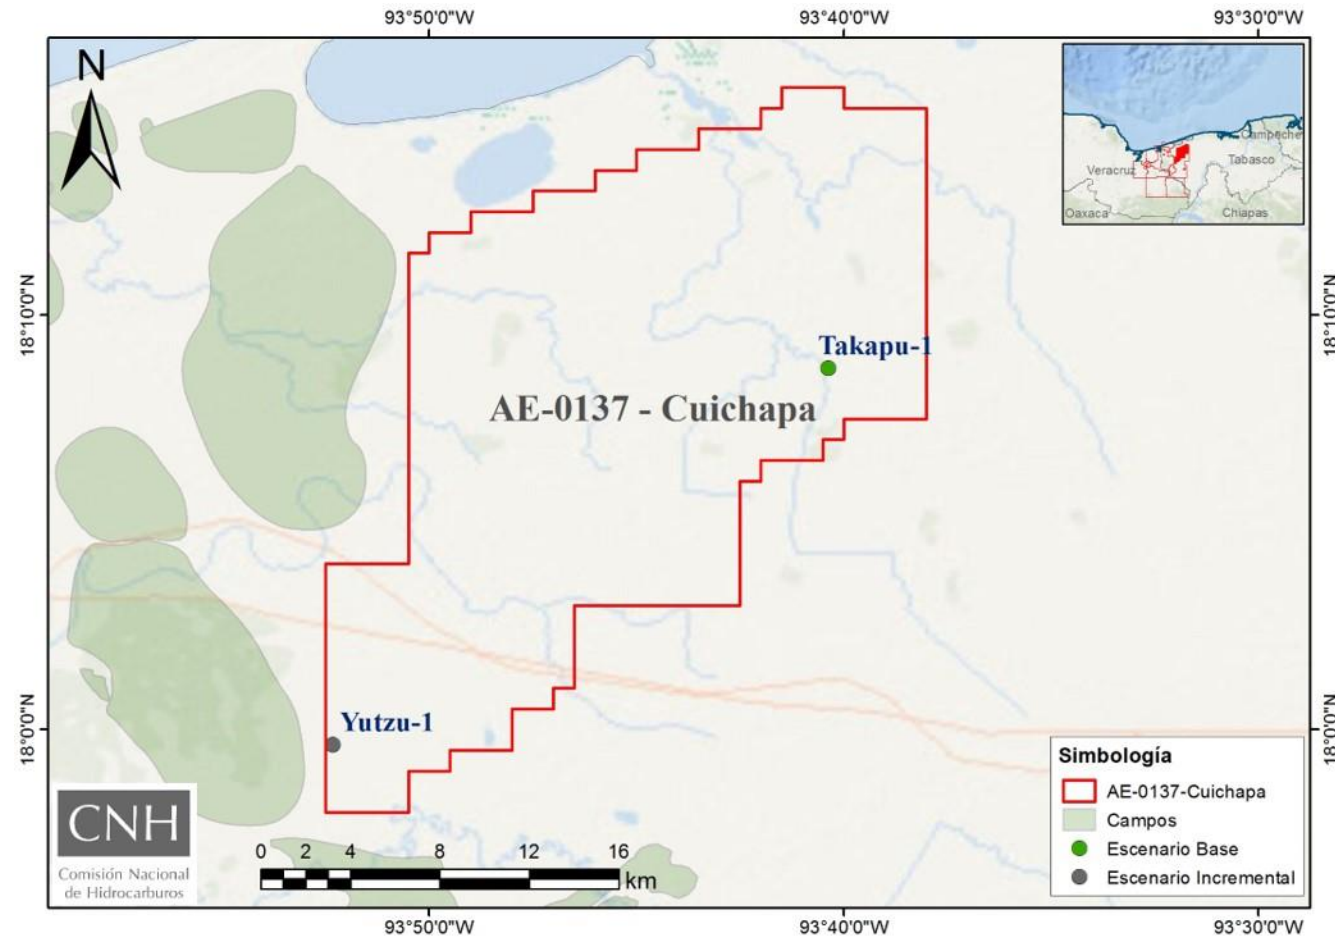 93°50'0"W
93°40'0"W
93°30'0"W
N
Campeche
Veracruz
Tabasco
Oaxaca
Chiapas
18°10'0"N
18°10'0"N
Takapu-1
AE-0137 - Cuichapa
Yutzu-1
18°0'0"N
18°0'0"N
Simbología
AE-0137-Cuichapa
Campos
Escenario Base
Escenario Incremental
CNH
Comisión Nacional
de Hidrocarburos
0 2 4 8 12 16
km
93°50'0"W
93°40'0"W
93°30'0"W